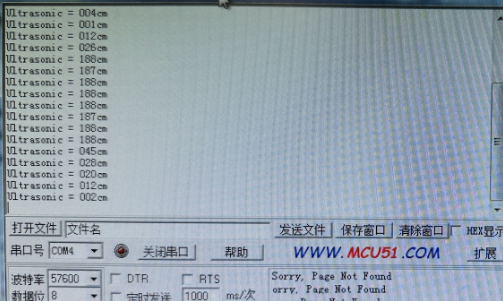 Ultrasonic = 004cm
Ultrasonic = 001cm
Ultrasonic = 012cm
Ultrasonic = 026cm
Ultrasonic = 188cm
Ultrasonic = 187cm
Ultrasonic = 188cm
Ultrasonic = 188cm
Ultrasonic = 188cm
Ultrasonic = 187cm
Ultrasonic = 188cm
Ultrasonic = 188cm
Ultrasonic = 045cm
Ultrasonic = 028cm
Ultrasonic = 020cm
Ultrasonic = 012cm
Ultrasonic = 002cm
打开文件 文件名 发送文件 保存窗口 清除窗口 HEX显示
串口号 COM4 关闭串口 帮助 WWW.MCU51.COM 扩展
波特率 57600 DTR RTS Sorry, Page Not Found
数据位 8 定时发送 1000 ms/次 orry, Page Not Found